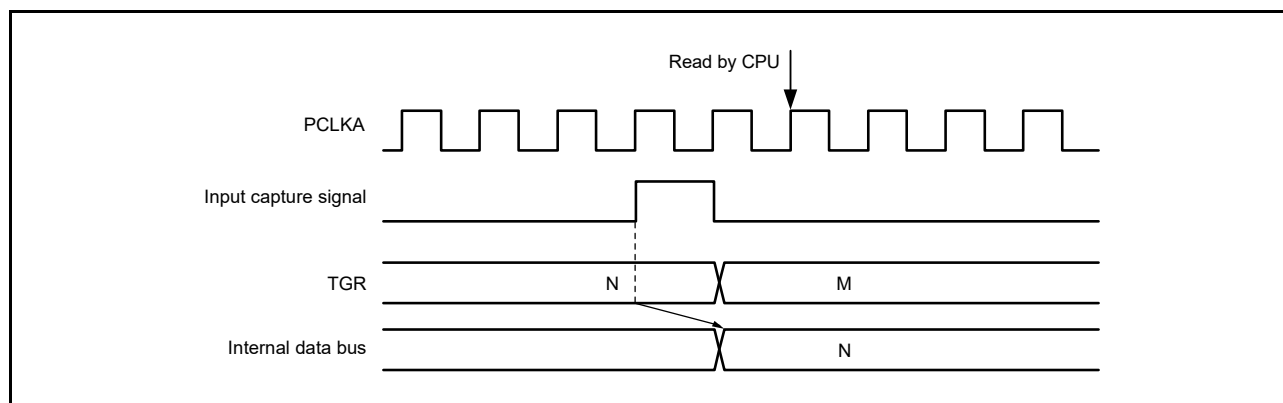 Read by CPU
PCLKA
Input capture signal
TGR
N
M
Internal data bus
N